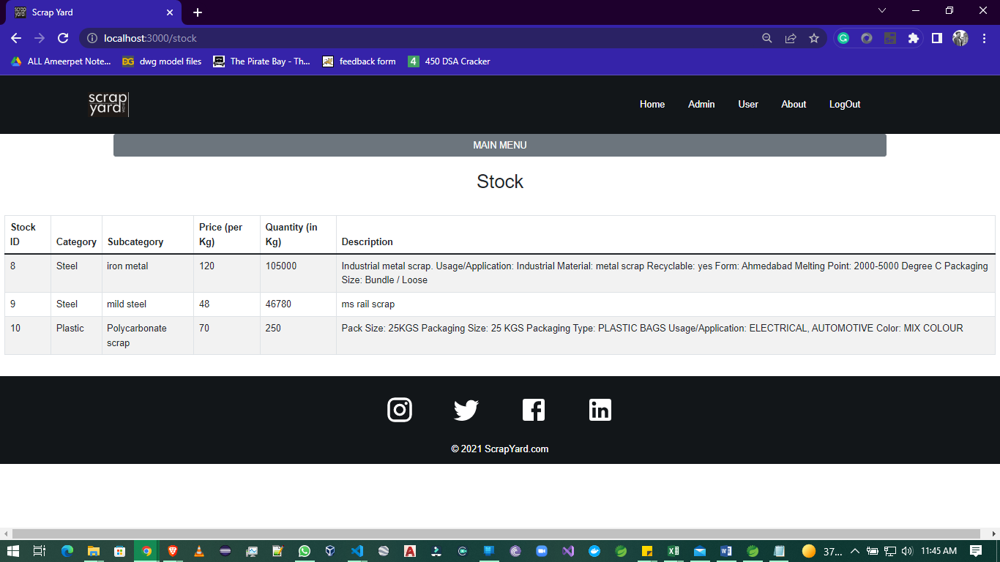 Scrap Yard
localhost:3000/stock
ALL Ameerpet Note... dwg model files The Pirate Bay - Th... feedback form 4 450 DSA Cracker
scrap
yard
Home Admin User About LogOut
MAIN MENU
Stock
Stock ID Category Subcategory Price (per Kg) Quantity (in Kg) Description
8 Steel iron metal 120 105000 Industrial metal scrap. Usage/Application: Industrial Material: metal scrap Recyclable: yes Form: Ahmedabad Melting Point: 2000-5000 Degree C Packaging
Size: Bundle / Loose
9 Steel mild steel 48 46780 ms rail scrap
10 Plastic Polycarbonate scrap 70 250 Pack Size: 25KGS Packaging Size: 25 KGS Packaging Type: PLASTIC BAGS Usage/Application: ELECTRICAL, AUTOMOTIVE Color: MIX COLOUR
© 2021 ScrapYard.com
37... 11:45 AM